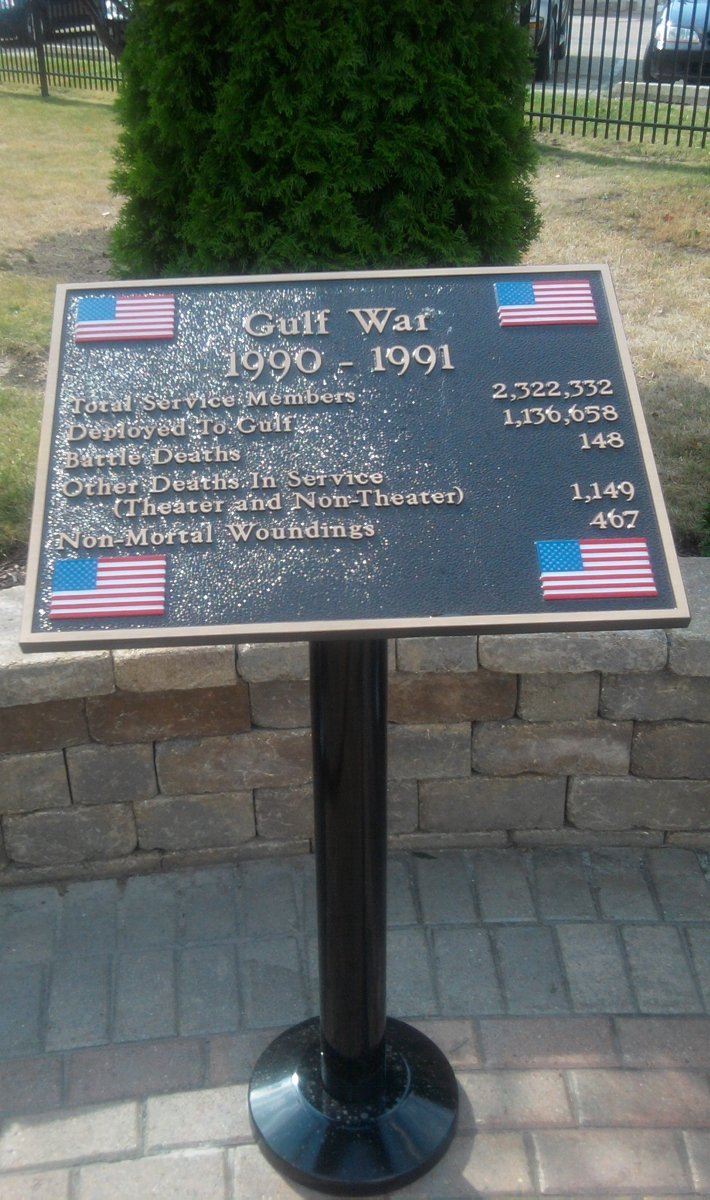 Gulf War
1990 - 1991
Total Service Members 2,322,332
Deployed To Gulf 1,136,658
Battle Deaths 148
Other Deaths In Service
(Theater and Non-Theater) 1,149
Non-Mortal Woundings 467